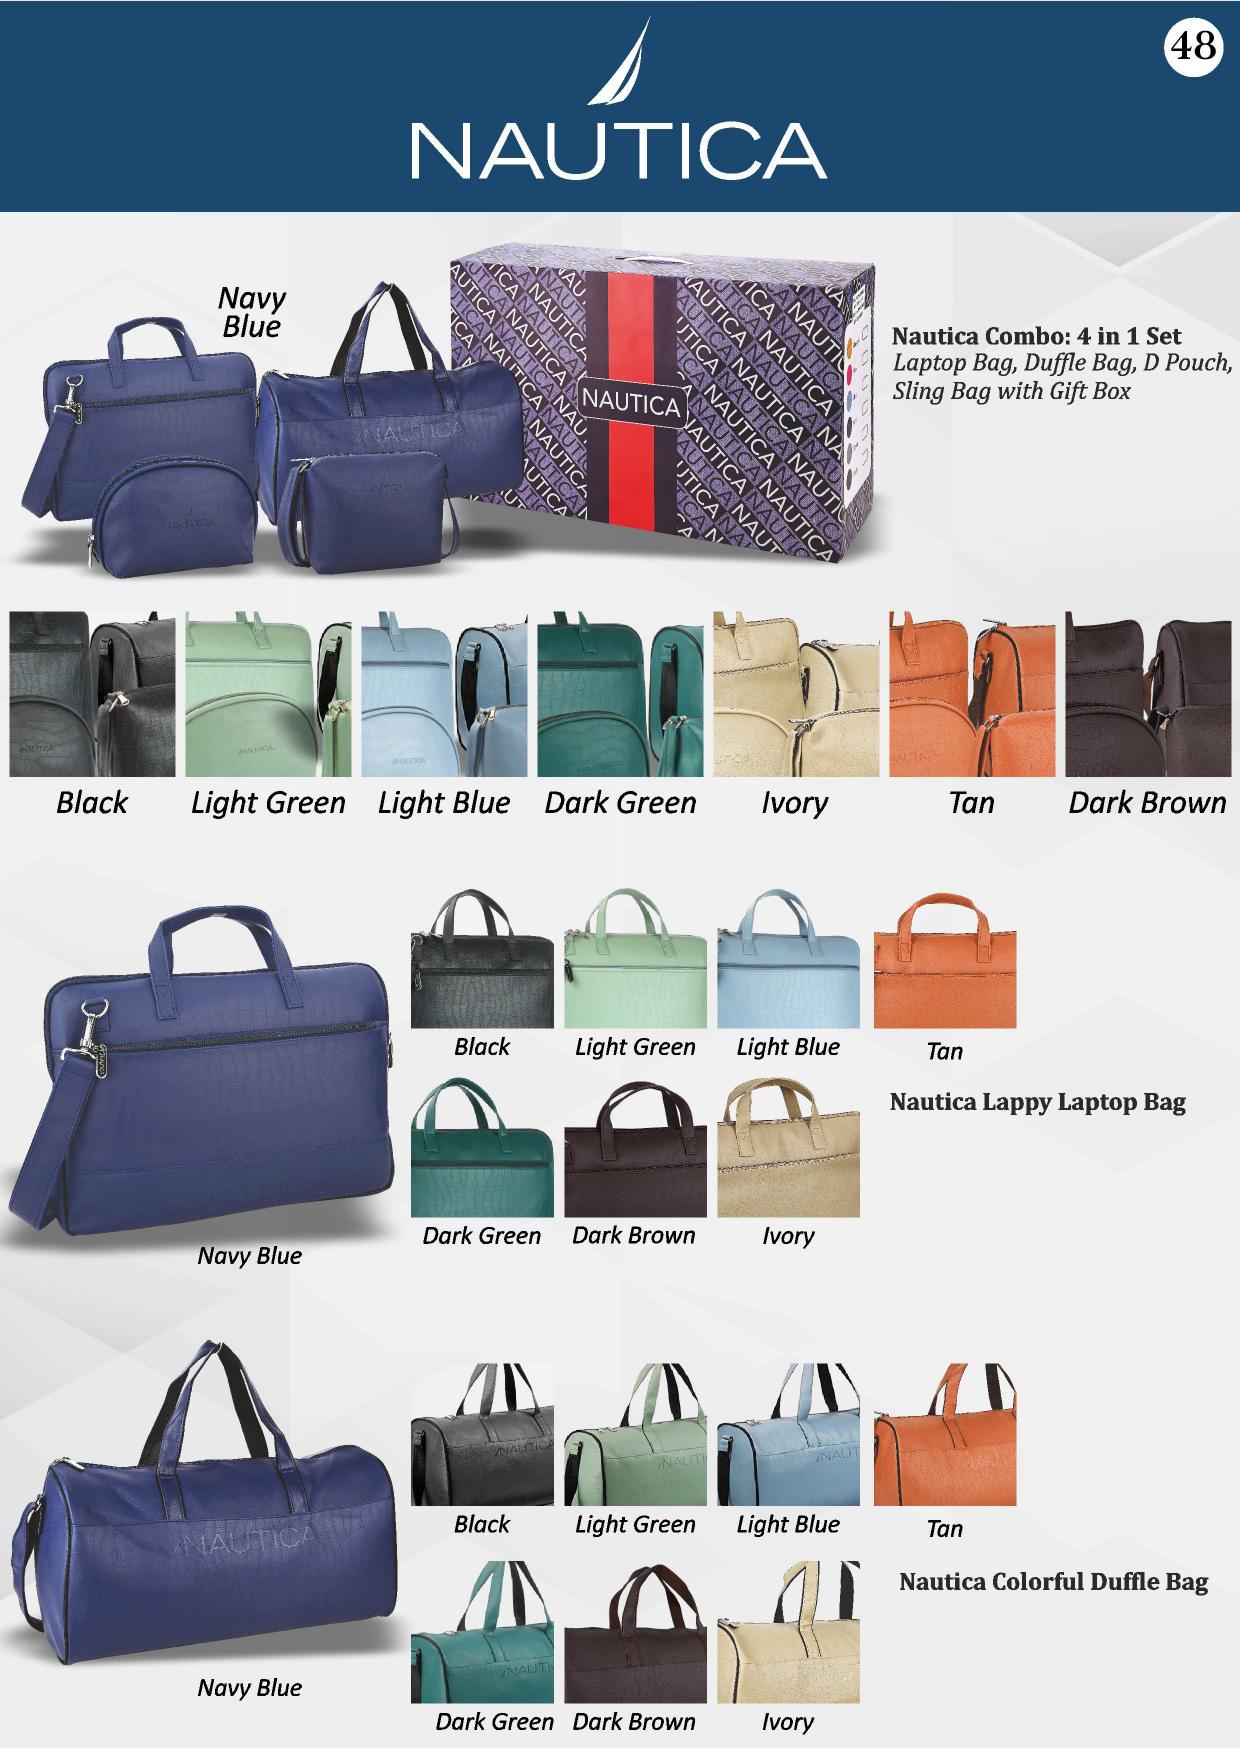 48
NAUTICA
Navy
Blue
NAUTICA
NAUTICA
Nautica Combo: 4 in 1 Set
Laptop Bag, Duffle Bag, D Pouch,
Sling Bag with Gift Box
Black
Light Green
Light Blue
Dark Green
Ivory
Tan
Dark Brown
Black
Light Green
Light Blue
Tan
Nautica Lappy Laptop Bag
Dark Green
Dark Brown
Ivory
Navy Blue
NAUTICA
Black
Light Green
Light Blue
Tan
Nautica Colorful Duffle Bag
Dark Green
Dark Brown
Ivory
Navy Blue